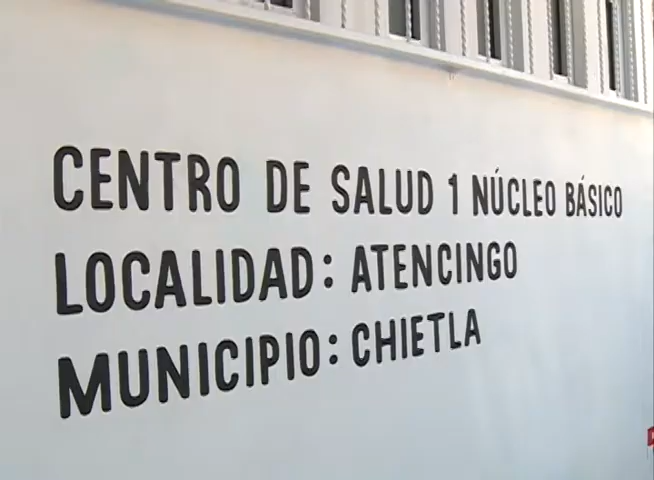 CENTRO DE SALUD 1 NÚCLEO BÁSICO
LOCALIDAD: ATENCINGO
MUNICIPIO: CHIETLA